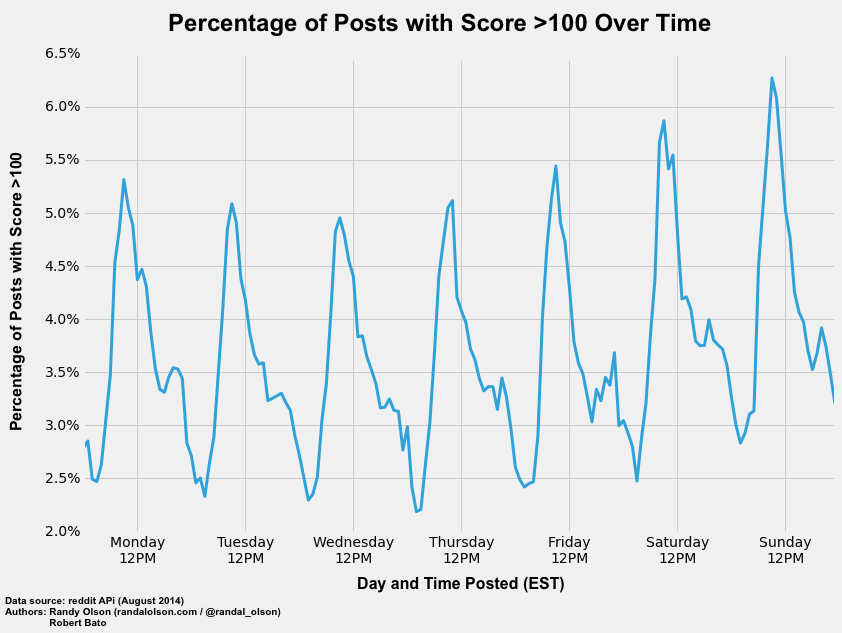 Percentage of Posts with Score >100 Over Time
6.5%
6.0%
5.5%
5.0%
4.5%
4.0%
3.5%
3.0%
2.5%
2.0%
Percentage of Posts with Score >100
Monday
12PM
Tuesday
12PM
Wednesday
12PM
Thursday
12PM
Friday
12PM
Saturday
12PM
Sunday
12PM
Day and Time Posted (EST)
Data source: reddit APi (August 2014)
Authors: Randy Olson (randalolson.com / @randal_olson)
Robert Bato